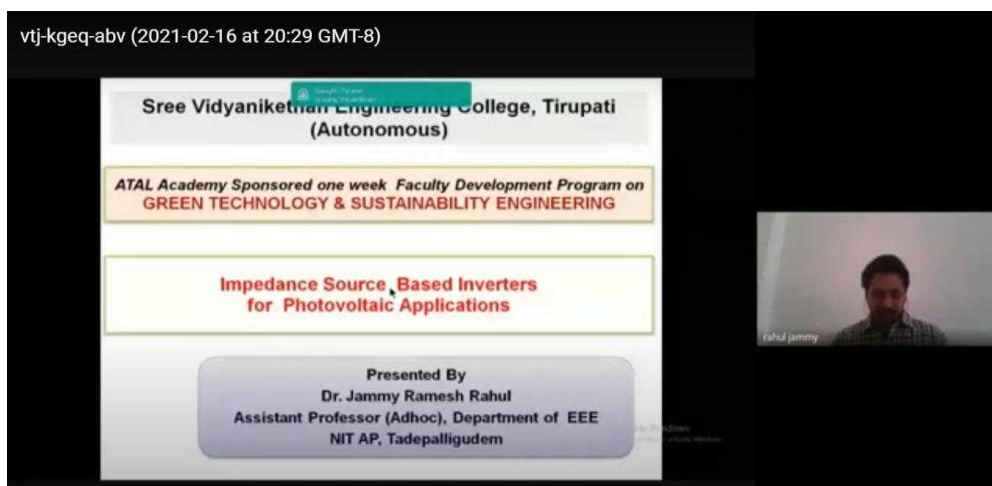 vtj-kgeq-abv (2021-02-16 at 20:29 GMT-8)
Sree Vidyanikethan Engineering College, Tirupati
(Autonomous)
ATAL Academy Sponsored one week Faculty Development Program on
GREEN TECHNOLOGY & SUSTAINABILITY ENGINEERING
Impedance Source Based Inverters
for Photovoltaic Applications
Presented By
Dr. Jammy Ramesh Rahul
Assistant Professor (Adhoc), Department of EEE
NIT AP, Tadepalligudem
rahul jammy